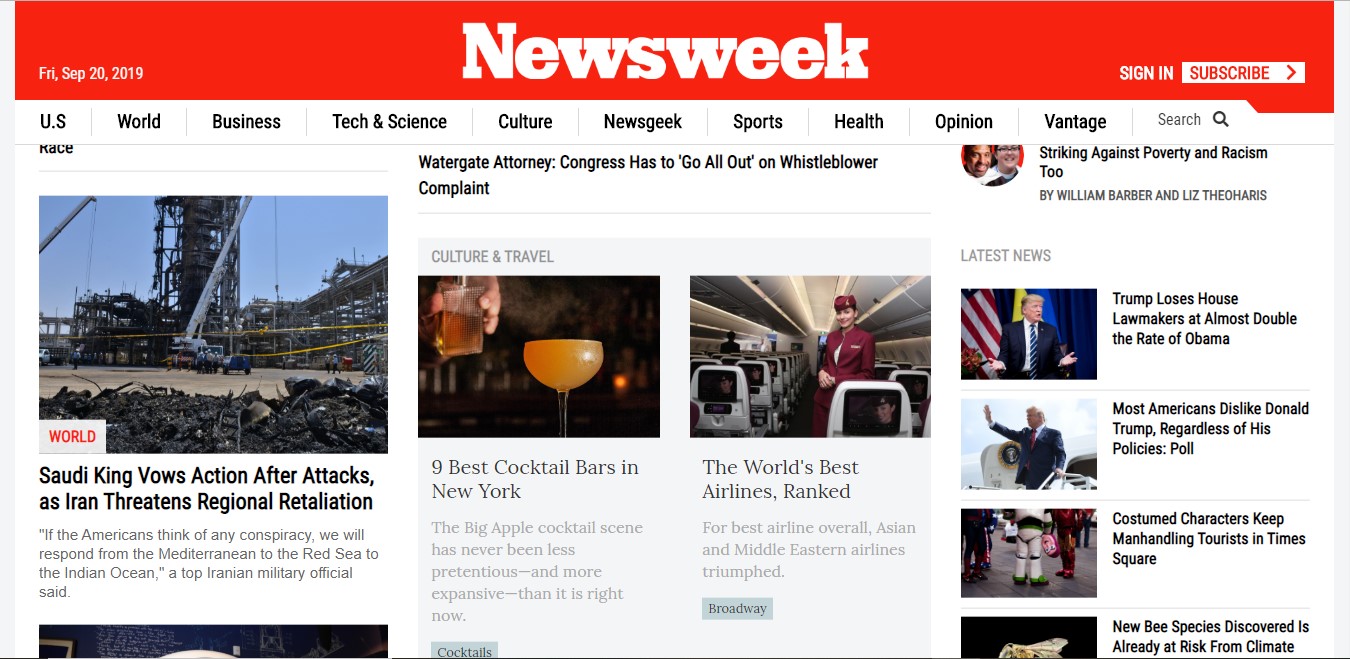 Newsweek
Fri, Sep 20, 2019
SIGN IN
SUBSCRIBE
U.S
World
Business
Tech & Science
Culture
Newsgeek
Sports
Health
Opinion
Vantage
Search
Race
WORLD
Saudi King Vows Action After Attacks,
as Iran Threatens Regional Retaliation
"If the Americans think of any conspiracy, we will
respond from the Mediterranean to the Red Sea to
the Indian Ocean," a top Iranian military official
said.
Watergate Attorney: Congress Has to 'Go All Out' on Whistleblower
Complaint
CULTURE & TRAVEL
9 Best Cocktail Bars in
New York
The Big Apple cocktail scene
has never been less
pretentious—and more
expensive—than it is right
now.
Cocktails
The World's Best
Airlines, Ranked
For best airline overall, Asian
and Middle Eastern airlines
triumphed.
Broadway
Striking Against Poverty and Racism
Too
BY WILLIAM BARBER AND LIZ THEOHARIS
LATEST NEWS
Trump Loses House
Lawmakers at Almost Double
the Rate of Obama
Most Americans Dislike Donald
Trump, Regardless of His
Policies: Poll
Costumed Characters Keep
Manhandling Tourists in Times
Square
New Bee Species Discovered Is
Already at Risk From Climate